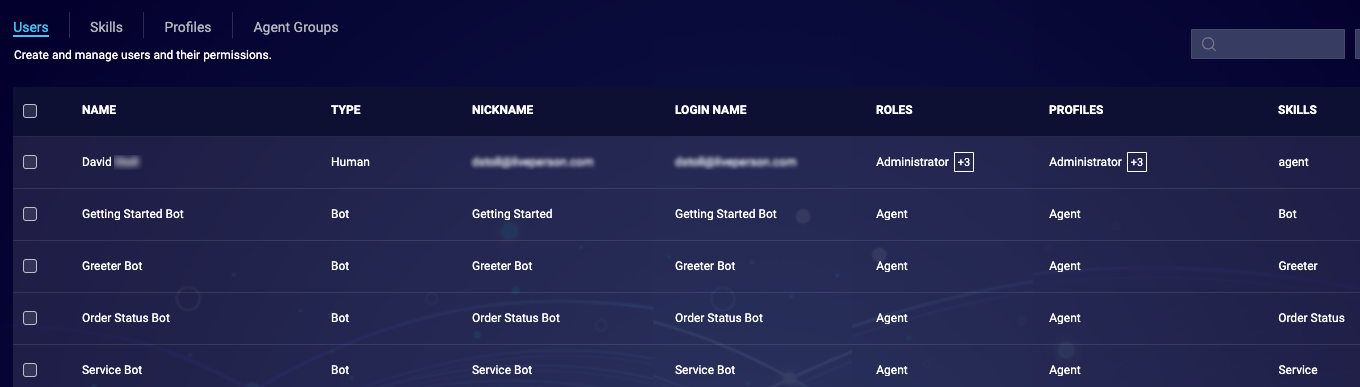 Users Skills Profiles Agent Groups
Create and manage users and their permissions.
NAME TYPE NICKNAME LOGIN NAME ROLES PROFILES SKILLS
David Human Administrator +3 Administrator +3 agent
Getting Started Bot Bot Getting Started Getting Started Bot Agent Agent Bot
Greeter Bot Bot Greeter Bot Greeter Bot Agent Agent Greeter
Order Status Bot Bot Order Status Bot Order Status Bot Agent Agent Order Status
Service Bot Bot Service Bot Service Bot Agent Agent Service